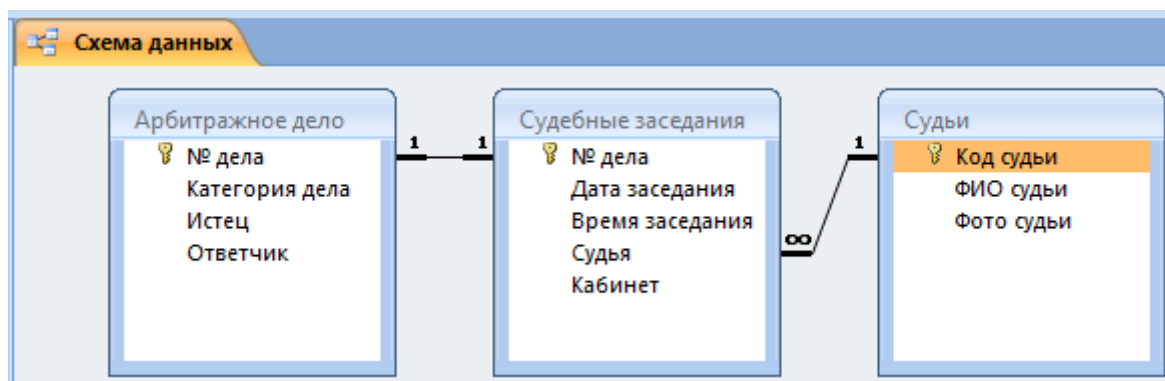 Схема данных
Арбитражное дело
№ дела
Категория дела
Истец
Ответчик
1
1
Судебные заседания
№ дела
Дата заседания
Время заседания
Судья
Кабинет
∞
1
Судьи
Код судьи
ФИО судьи
Фото судьи